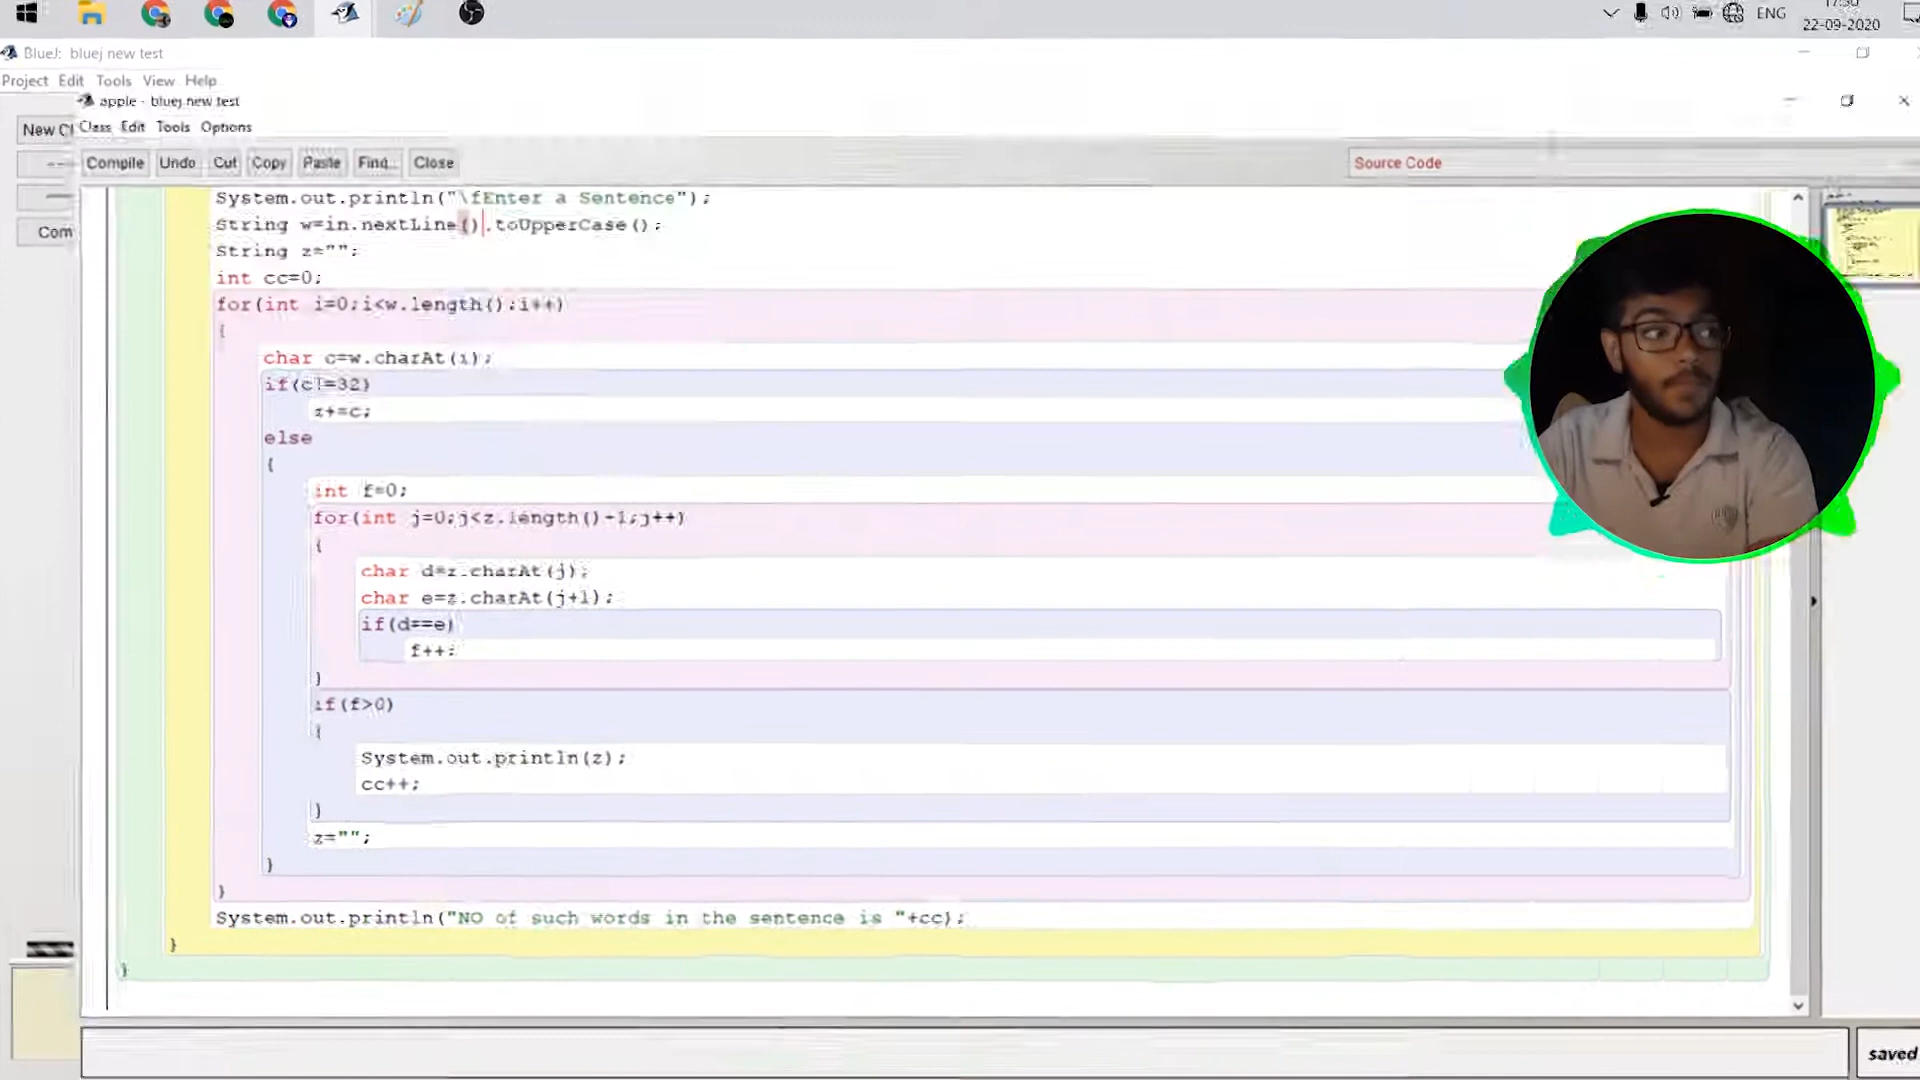 ENG
22-09-2020
BlueJ: bluej new test
Project Edit Tools View Help
apple - bluej new test
New Cl
Class Edit Tools Options
Compile Undo Cut Copy Paste Find... Close
Source Code
Com
System.out.println("\fEnter a Sentence");
String w=in.nextLine().toUpperCase();
String z="";
int cc=0;
for(int i=0;i<w.length();i++)
{
char c=w.charAt(i);
if(c!=32)
z+=c;
else
{
int f=0;
for(int j=0;j<z.length()-1;j++)
{
char d=z.charAt(j);
char e=z.charAt(j+1);
if(d==e)
f++;
}
if(f>0)
{
System.out.println(z);
cc++;
}
z="";
}
}
System.out.println("NO of such words in the sentence is "+cc);
}
}
saved